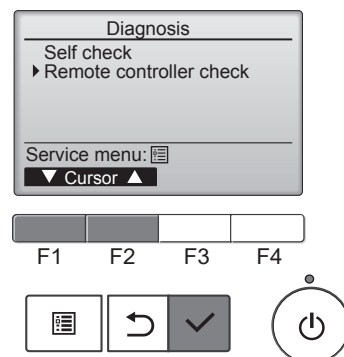 Diagnosis
Self check
Remote controller check
Service menu:
▼ Cursor ▲
F1 F2 F3 F4